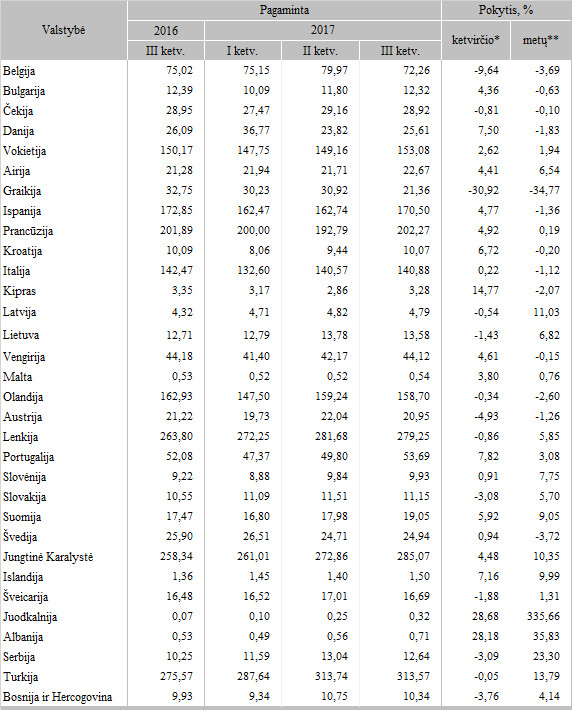 Valstybė Pagaminta Pokytis, %
2016 2017 ketvirčio* metų**
III ketv. I ketv. II ketv. III ketv.
Belgija 75,02 75,15 79,97 72,26 -9,64 -3,69
Bulgarija 12,39 10,09 11,80 12,32 4,36 -0,63
Čekija 28,95 27,47 29,16 28,92 -0,81 -0,10
Danija 26,09 36,77 23,82 25,61 7,50 -1,83
Vokietija 150,17 147,75 149,16 153,08 2,62 1,94
Airija 21,28 21,94 21,71 22,67 4,41 6,54
Graikija 32,75 30,23 30,92 21,36 -30,92 -34,77
Ispanija 172,85 162,47 162,74 170,50 4,77 -1,36
Prancūzija 201,89 200,00 192,79 202,27 4,92 0,19
Kroatija 10,09 8,06 9,44 10,07 6,72 -0,20
Italija 142,47 132,60 140,57 140,88 0,22 -1,12
Kipras 3,35 3,17 2,86 3,28 14,77 -2,07
Latvija 4,32 4,71 4,82 4,79 -0,54 11,03
Lietuva 12,71 12,79 13,78 13,58 -1,43 6,82
Vengirija 44,18 41,40 42,17 44,12 4,61 -0,15
Malta 0,53 0,52 0,52 0,54 3,80 0,76
Olandija 162,93 147,50 159,24 158,70 -0,34 -2,60
Austrija 21,22 19,73 22,04 20,95 -4,93 -1,26
Lenkija 263,80 272,25 281,68 279,25 -0,86 5,85
Portugalija 52,08 47,37 49,80 53,69 7,82 3,08
Slovėnija 9,22 8,88 9,84 9,93 0,91 7,75
Slovakija 10,55 11,09 11,51 11,15 -3,08 5,70
Suomija 17,47 16,80 17,98 19,05 5,92 9,05
Švedija 25,90 26,51 24,71 24,94 0,94 -3,72
Jungtinė Karalystė 258,34 261,01 272,86 285,07 4,48 10,35
Islandija 1,36 1,45 1,40 1,50 7,16 9,99
Šveicarija 16,48 16,52 17,01 16,69 -1,88 1,31
Juodkalnija 0,07 0,10 0,25 0,32 28,68 335,66
Albanija 0,53 0,49 0,56 0,71 28,18 35,83
Serbija 10,25 11,59 13,04 12,64 -3,09 23,30
Turkija 275,57 287,64 313,74 313,57 -0,05 13,79
Bosnija ir Hercogovina 9,93 9,34 10,75 10,34 -3,76 4,14